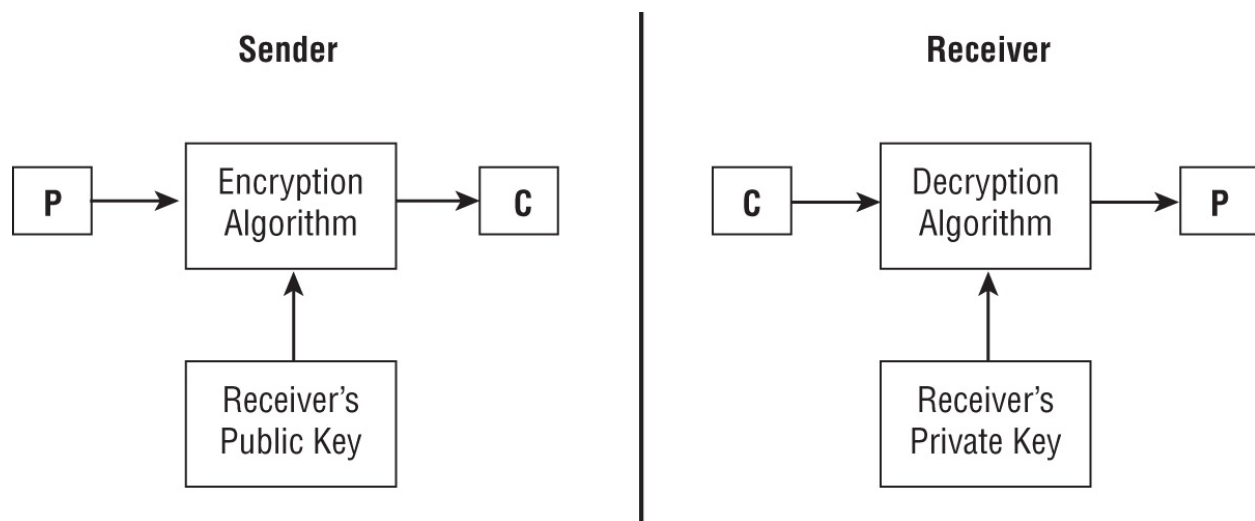 Sender
P
Encryption
Algorithm
C
Receiver's
Public Key
Receiver
C
Decryption
Algorithm
P
Receiver's
Private Key